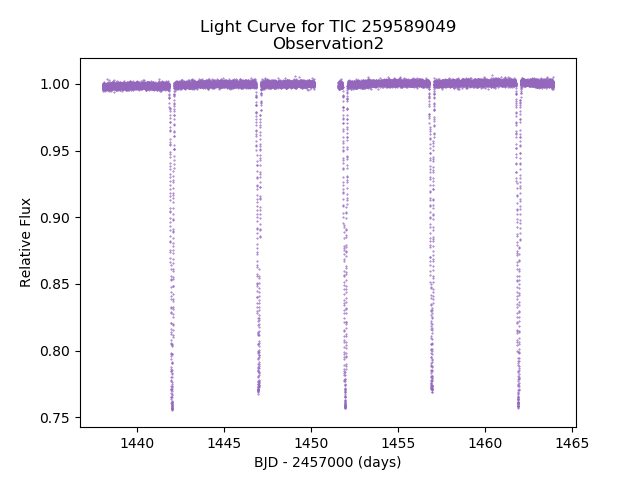 Light Curve for TIC 259589049
Observation2
1.00
0.95
0.90
0.85
0.80
0.75
Relative Flux
1440 1445 1450 1455 1460 1465
BJD - 2457000 (days)